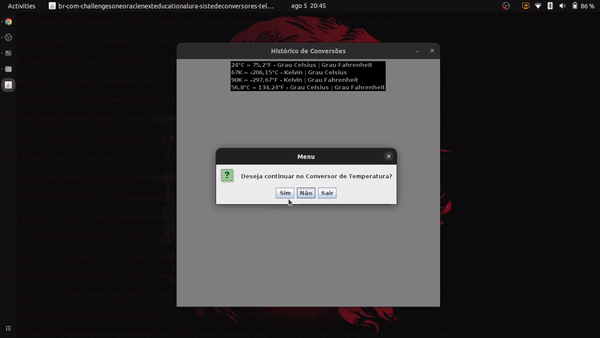 Activities
br-com-challengesoneoraclenexteducationalura-sistedeconversores-tel...
ago 5 20:45
86 %
Histórico de Conversões
24°C = 75,2°F - Grau Celsius | Grau Fahrenheit
67K = -206,15°C - Kelvin | Grau Celsius
90K = -297,67°F - Kelvin | Grau Fahrenheit
56,8°C = 134,24°F - Grau Celsius | Grau Fahrenheit
Menu
Deseja continuar no Conversor de Temperatura?
Sim Não Sair